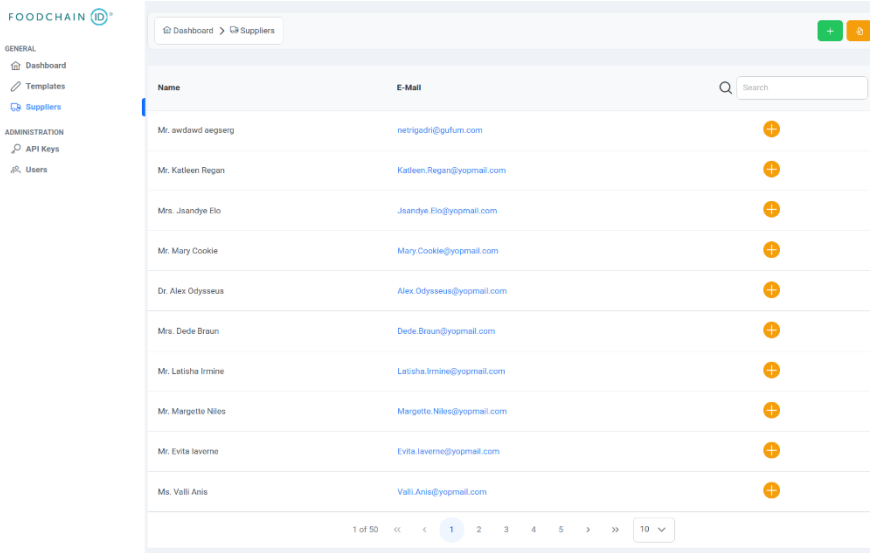 FOODCHAIN ID®
GENERAL
Dashboard
Templates
Suppliers
ADMINISTRATION
API Keys
Users
Dashboard > Suppliers
Name E-Mail Search
Mr. awdawd aegserg netrigadri@gufum.com
Mr. Katleen Regan Katleen.Regan@yopmail.com
Mrs. Jsandye Elo Jsandye.Elo@yopmail.com
Mr. Mary Cookie Mary.Cookie@yopmail.com
Dr. Alex Odysseus Alex.Odysseus@yopmail.com
Mrs. Dede Braun Dede.Braun@yopmail.com
Mr. Latisha Irmine Latisha.Irmine@yopmail.com
Mr. Margette Niles Margette.Niles@yopmail.com
Mr. Evita laverne Evita.laverne@yopmail.com
Ms. Valli Anis Valli.Anis@yopmail.com
1 of 50 << < 1 2 3 4 5 > >> 10